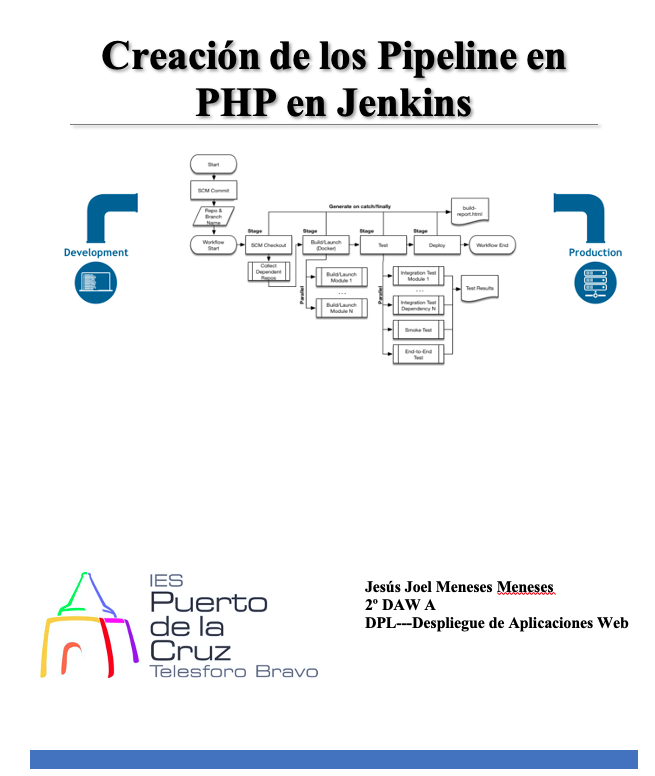 Creación de los Pipeline en
PHP en Jenkins
Start
SCM Commit
Repo &
Branch
Name
Generate on catch/finally
build-
report.html
Development
Production
Workflow
Start
Stage
SCM Checkout
Stage
Build/Launch
(Docker)
Stage
Test
Stage
Deploy
Workflow End
Collect
Dependent
Repos
Parallel
Build/Launch
Module 1
. . .
Build/Launch
Module N
Parallel
Integration Test
Module 1
. . .
Integration Test
Dependency N
Smoke Test
End-to-End
Test
Test Results
IES
Puerto
de la
Cruz
Telesforo Bravo
Jesús Joel Meneses Meneses
2º DAW A
DPL---Despliegue de Aplicaciones Web